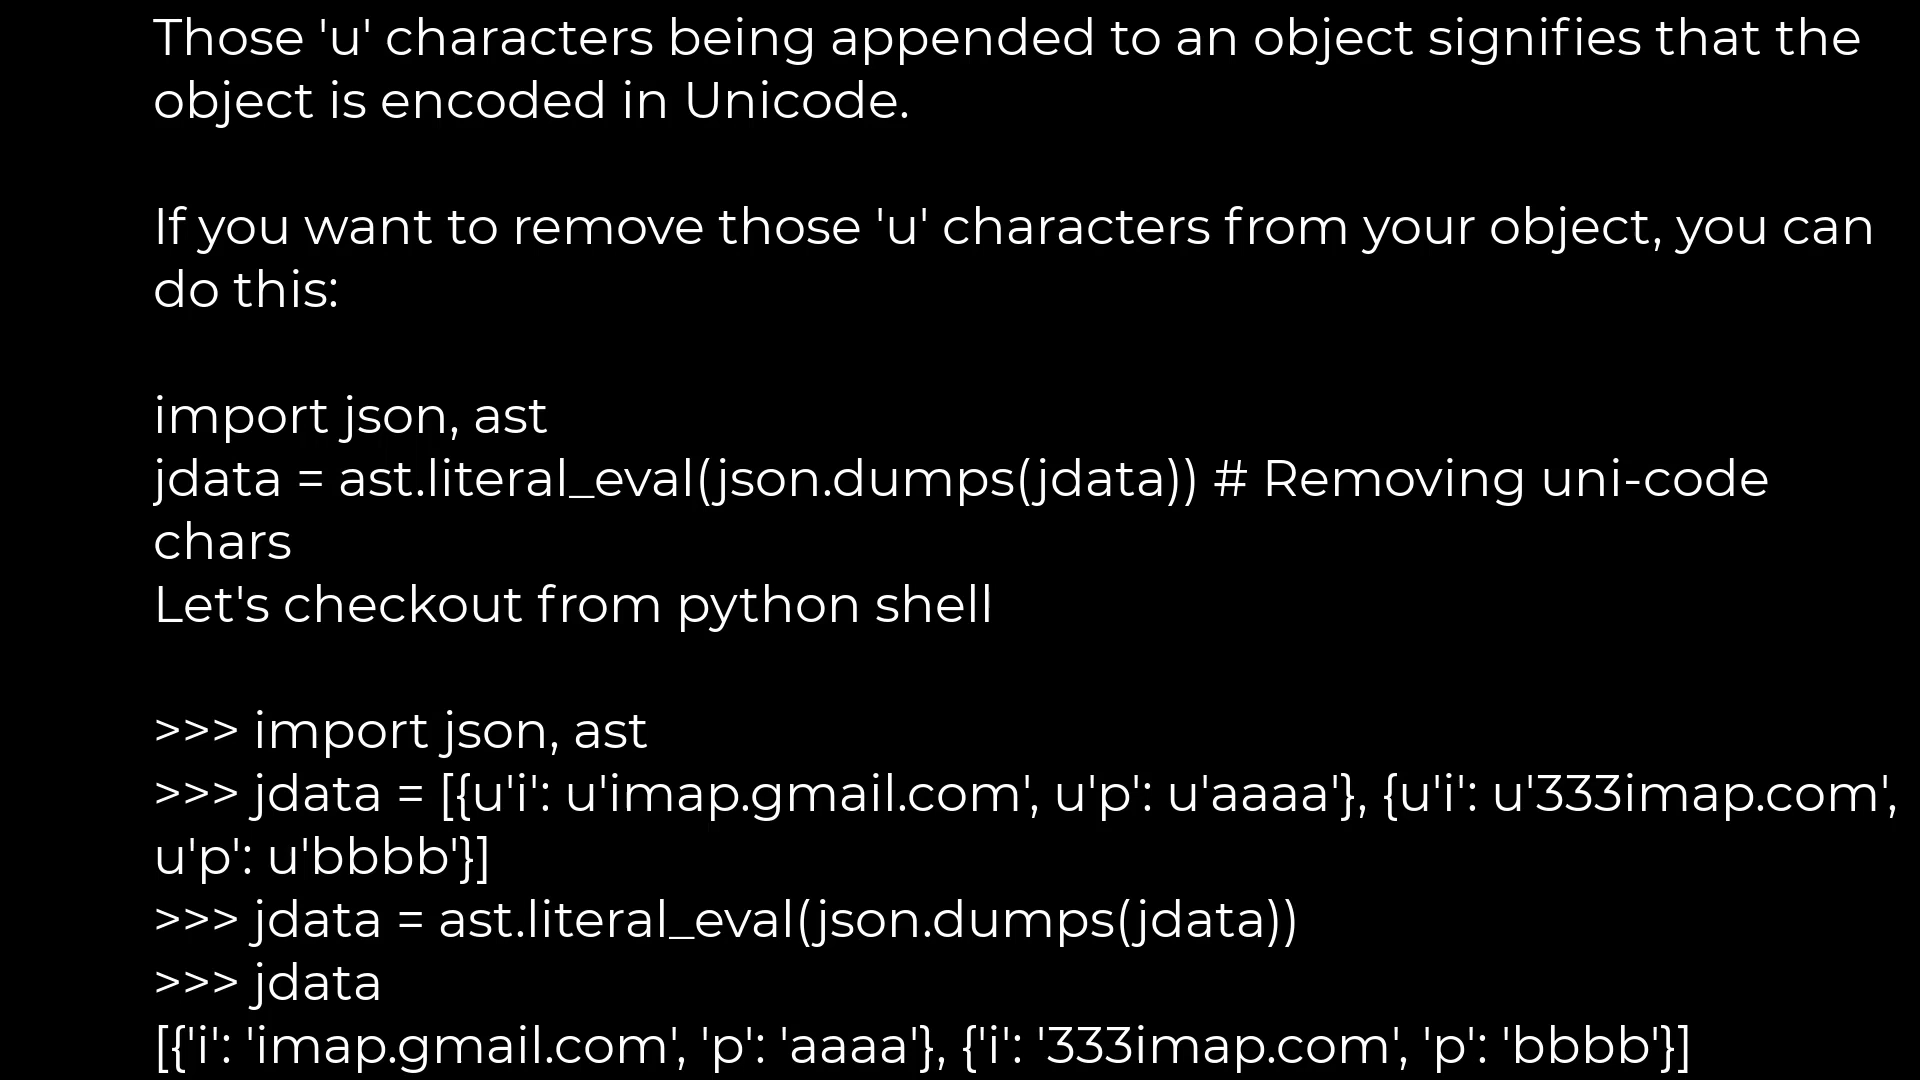 Those 'u' characters being appended to an object signifies that the
object is encoded in Unicode.
If you want to remove those 'u' characters from your object, you can
do this:
import json, ast
jdata = ast.literal_eval(json.dumps(jdata)) # Removing uni-code
chars
Let's checkout from python shell
>>> import json, ast
>>> jdata = [{u'i': u'imap.gmail.com', u'p': u'aaaa'}, {u'i': u'333imap.com',
u'p': u'bbbb'}]
>>> jdata = ast.literal_eval(json.dumps(jdata))
>>> jdata
[{'i': 'imap.gmail.com', 'p': 'aaaa'}, {'i': '333imap.com', 'p': 'bbbb'}]